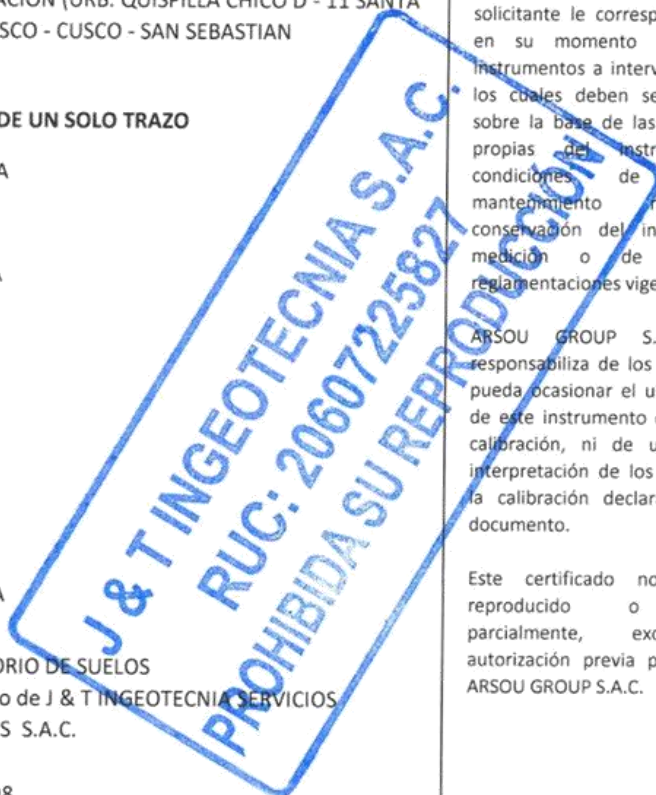 ACIÓN (URB. QUISPILLA CHICO D - 11 SANTA
SCO - CUSCO - SAN SEBASTIAN
DE UN SOLO TRAZO
A
A
A
ORIO DE SUELOS
o de J & T INGEOTECNIA SERVICIOS
S S.A.C.
J & T INGEOTECNIA S.A.C.
RUC: 20607225827
PROHIBIDA SU REPRODUCCIÓN
solicitante le corresp
en su momento
instrumentos a interv
los cuales deben se
sobre la base de las
propias del instr
condiciones de
mantenimiento
conservación del in
medición o de
reglamentaciones vige
ARSOU GROUP S.
responsabiliza de los
pueda ocasionar el u
de este instrumento
calibración, ni de u
interpretación de los
la calibración declar
documento.
Este certificado no
reproducido o
parcialmente, exc
autorización previa p
ARSOU GROUP S.A.C.